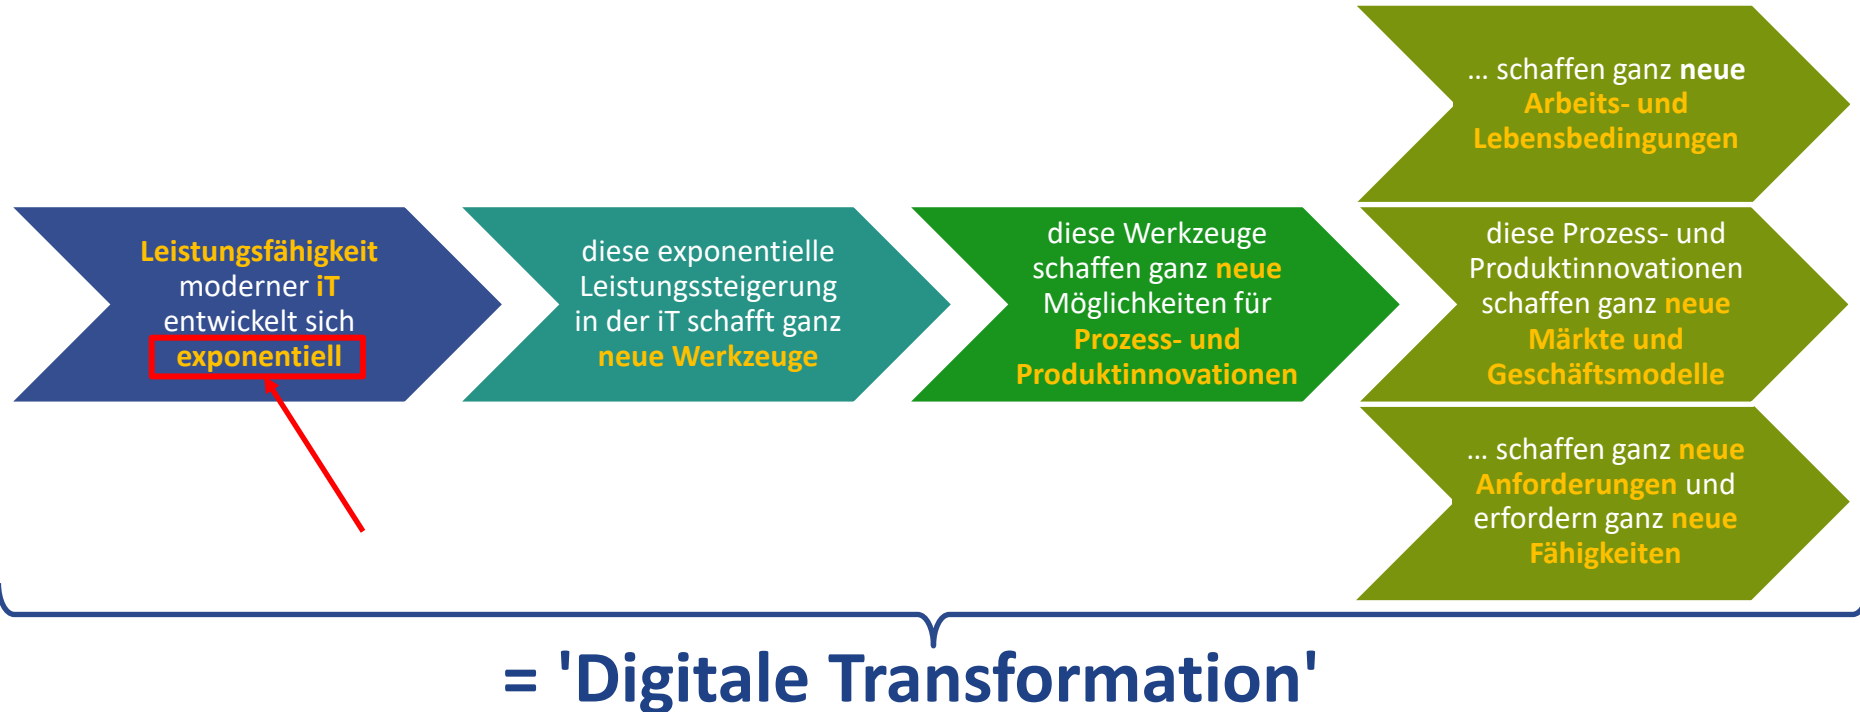 Leistungsfähigkeit
moderner iT
entwickelt sich
exponentiell
diese exponentielle
Leistungssteigerung
in der iT schafft ganz
neue Werkzeuge
diese Werkzeuge
schaffen ganz neue
Möglichkeiten für
Prozess- und
Produktinnovationen
... schaffen ganz neue
Arbeits- und
Lebensbedingungen
diese Prozess- und
Produktinnovationen
schaffen ganz neue
Märkte und
Geschäftsmodelle
... schaffen ganz neue
Anforderungen und
erfordern ganz neue
Fähigkeiten
= 'Digitale Transformation'